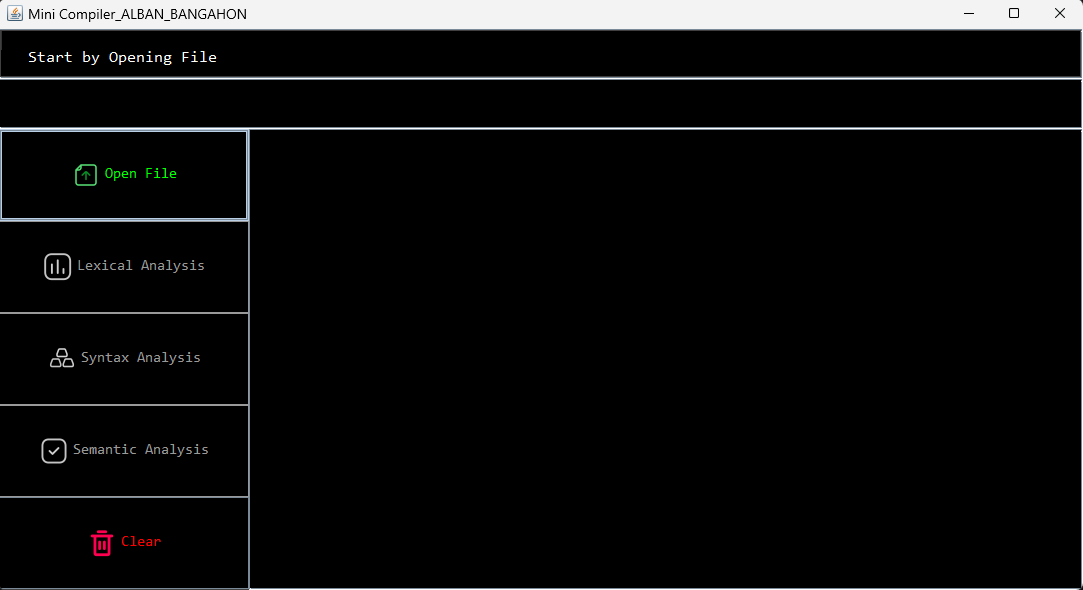 Mini Compiler_ALBAN_BANGAHON
Start by Opening File
Open File
Lexical Analysis
Syntax Analysis
Semantic Analysis
Clear